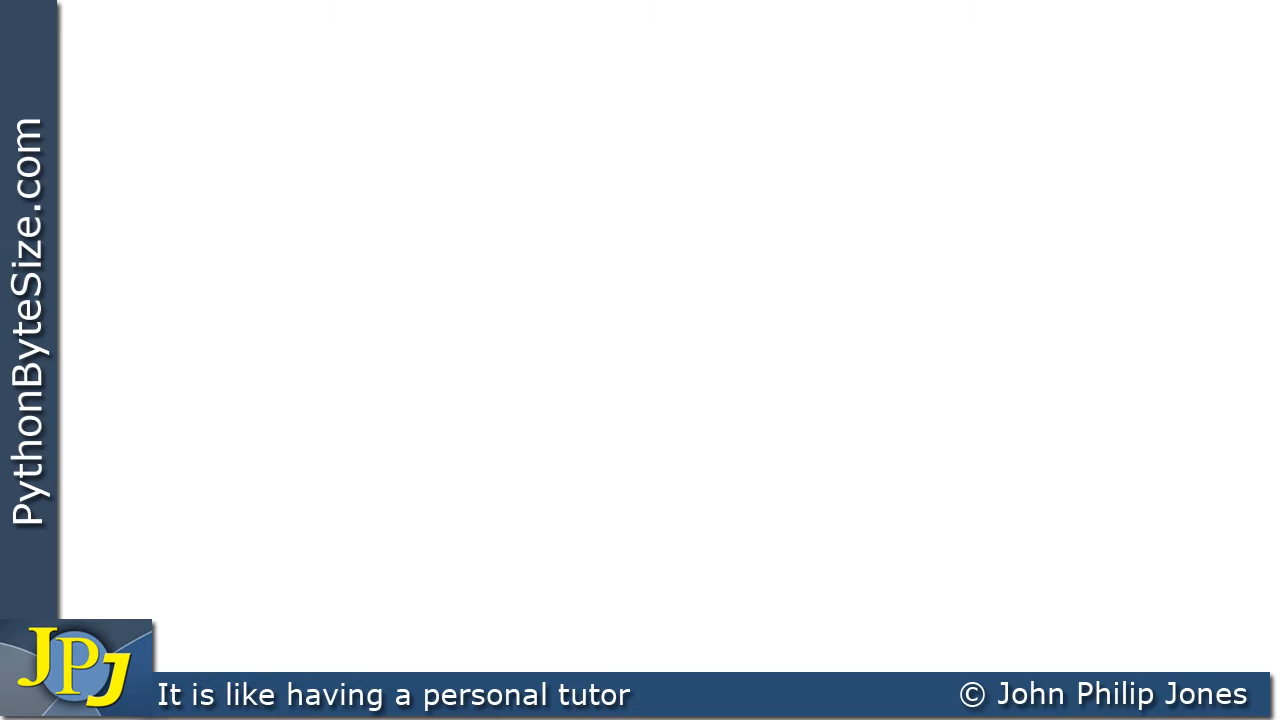 PythonByteSize.com
JPJ
It is like having a personal tutor
© John Philip Jones